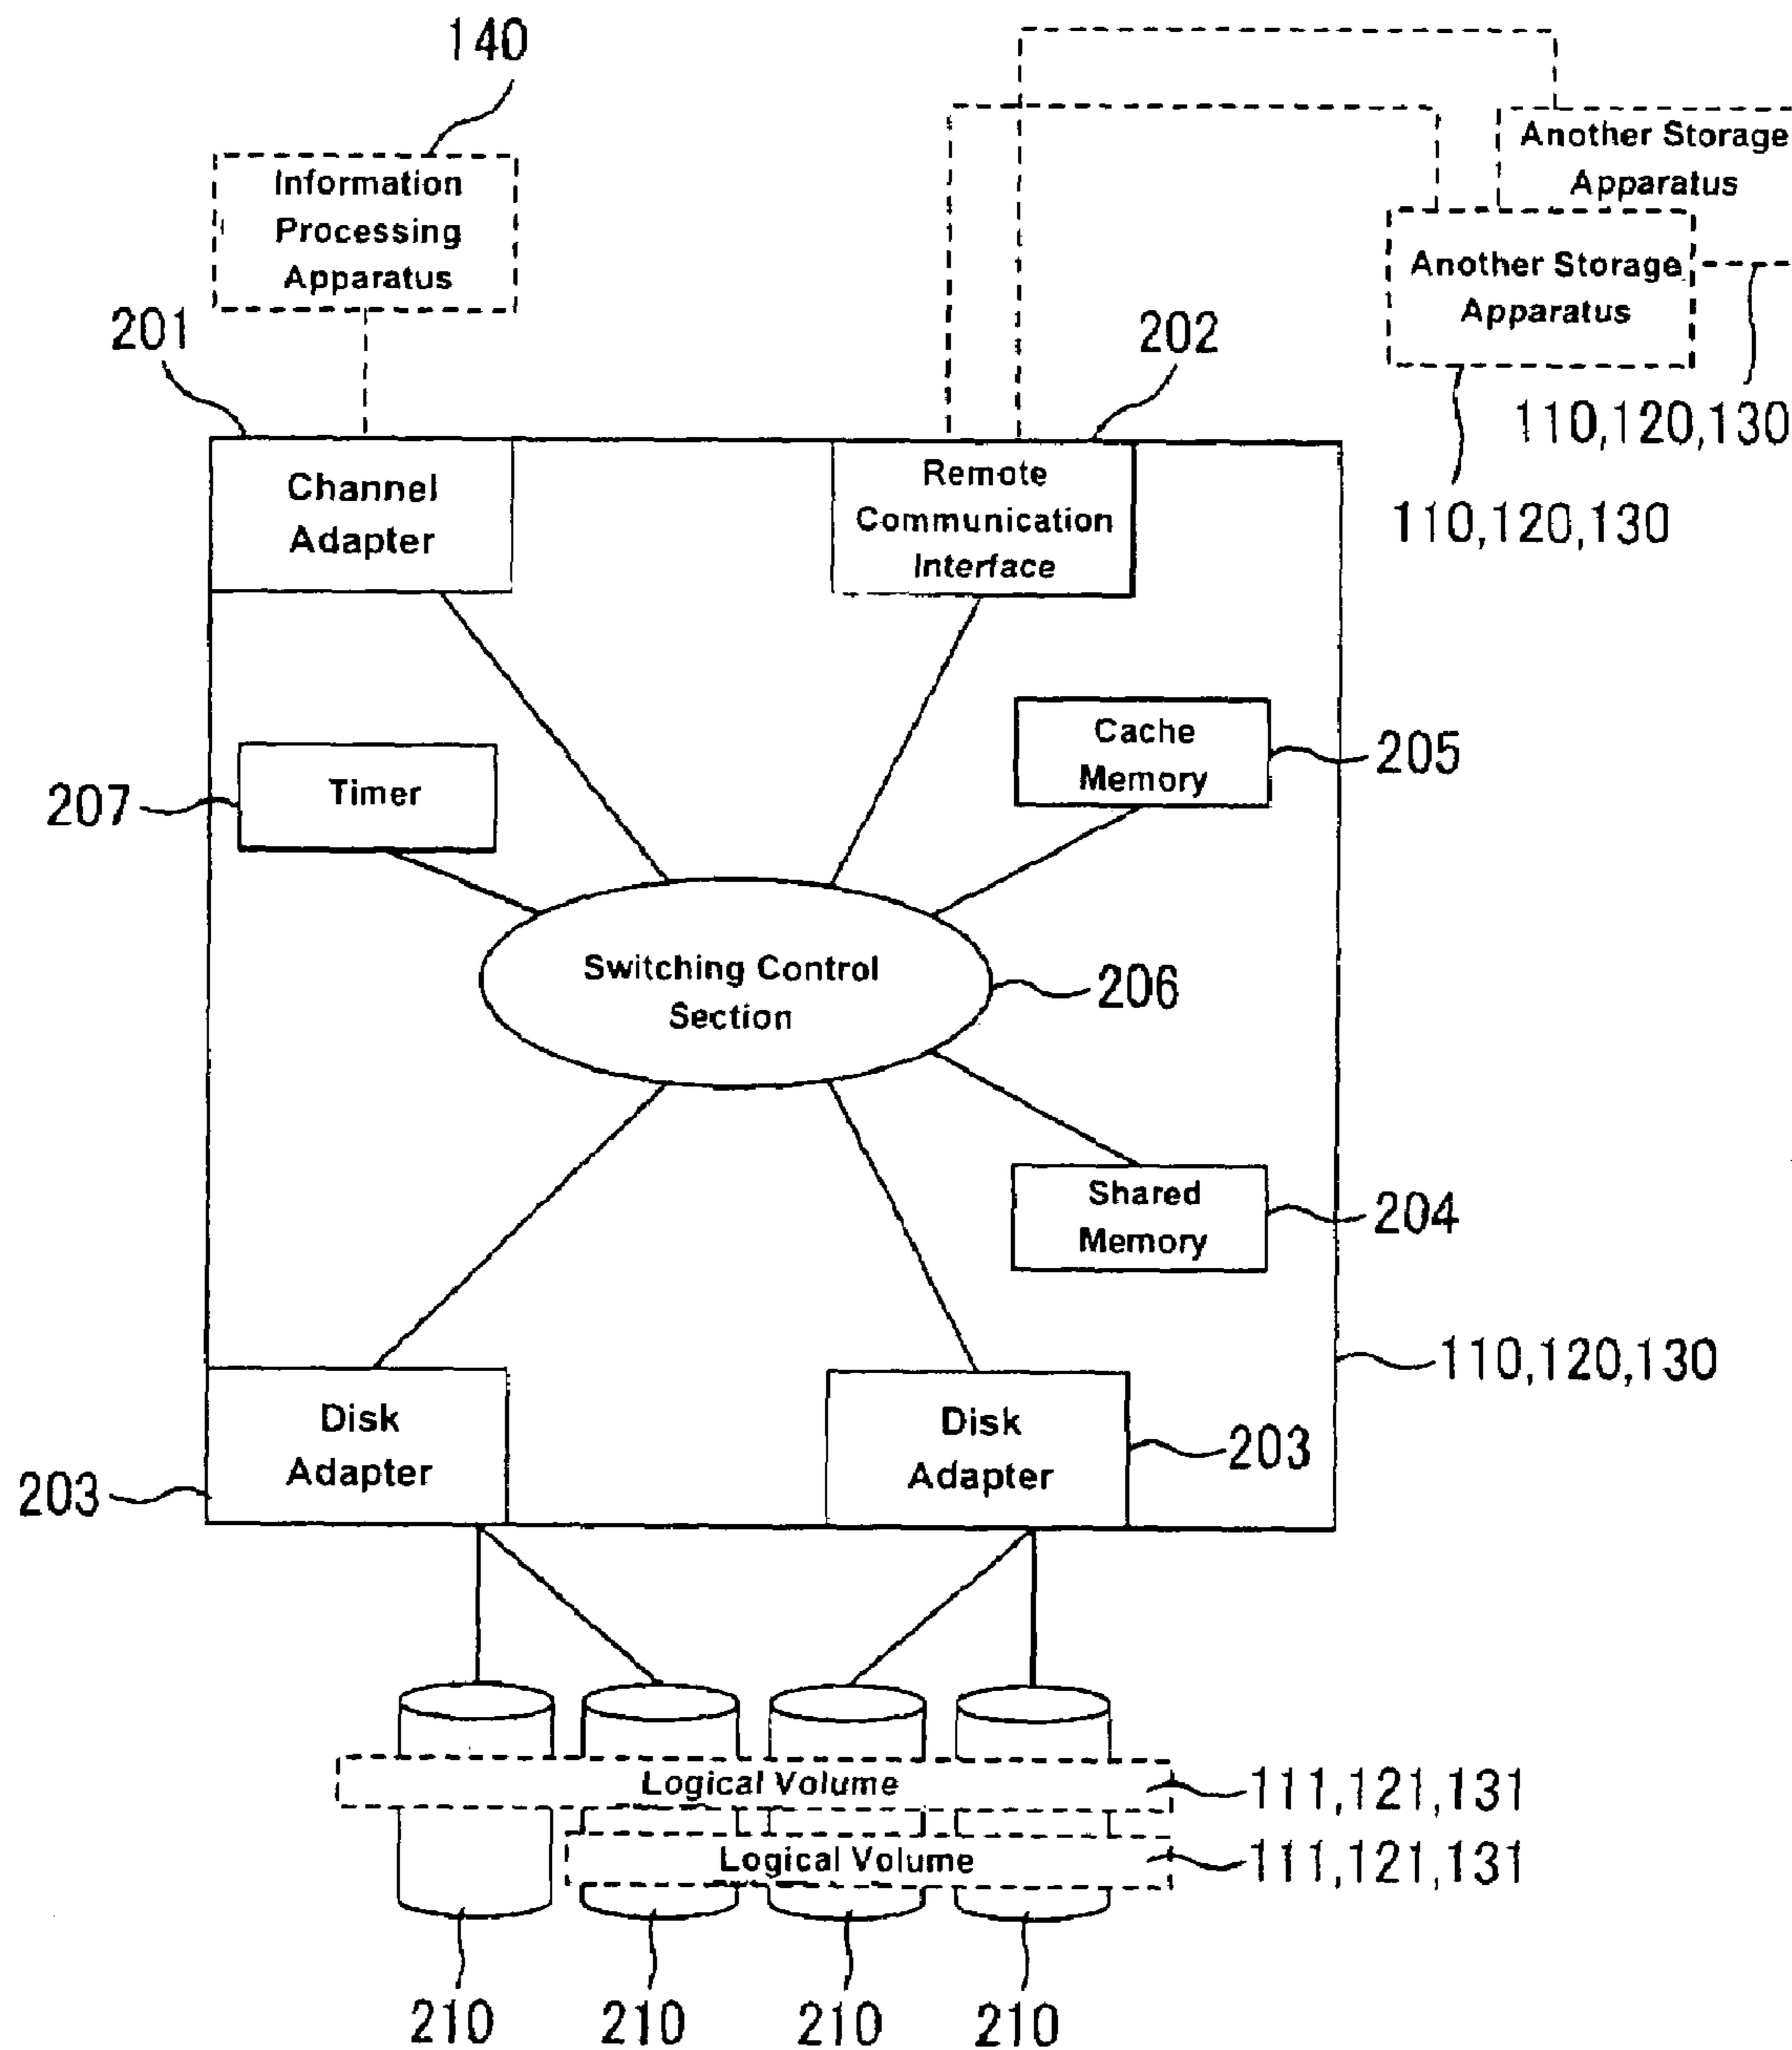 140
Information
Processing
Apparatus
Another Storage
Apparatus
Another Storage
Apparatus
110,120,130
110,120,130
201
202
Channel
Adapter
Remote
Communication
Interface
Cache
Memory
205
207
Timer
Switching Control
Section
206
Shared
Memory
204
110,120,130
Disk
Adapter
203
Disk
Adapter
203
Logical Volume
111,121,131
Logical Volume
111,121,131
210
210
210
210